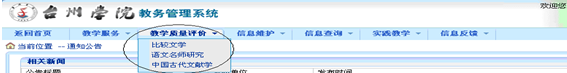 台州学院 教务管理系统
欢迎您
返回首页 教学服务 教学质量评价 信息维护 信息查询 实践教学 信息反馈
当前位置 -- 通知公告
比较文学
语文名师研究
中国古代文献学
相关新闻
公告标题 单位 发布时间